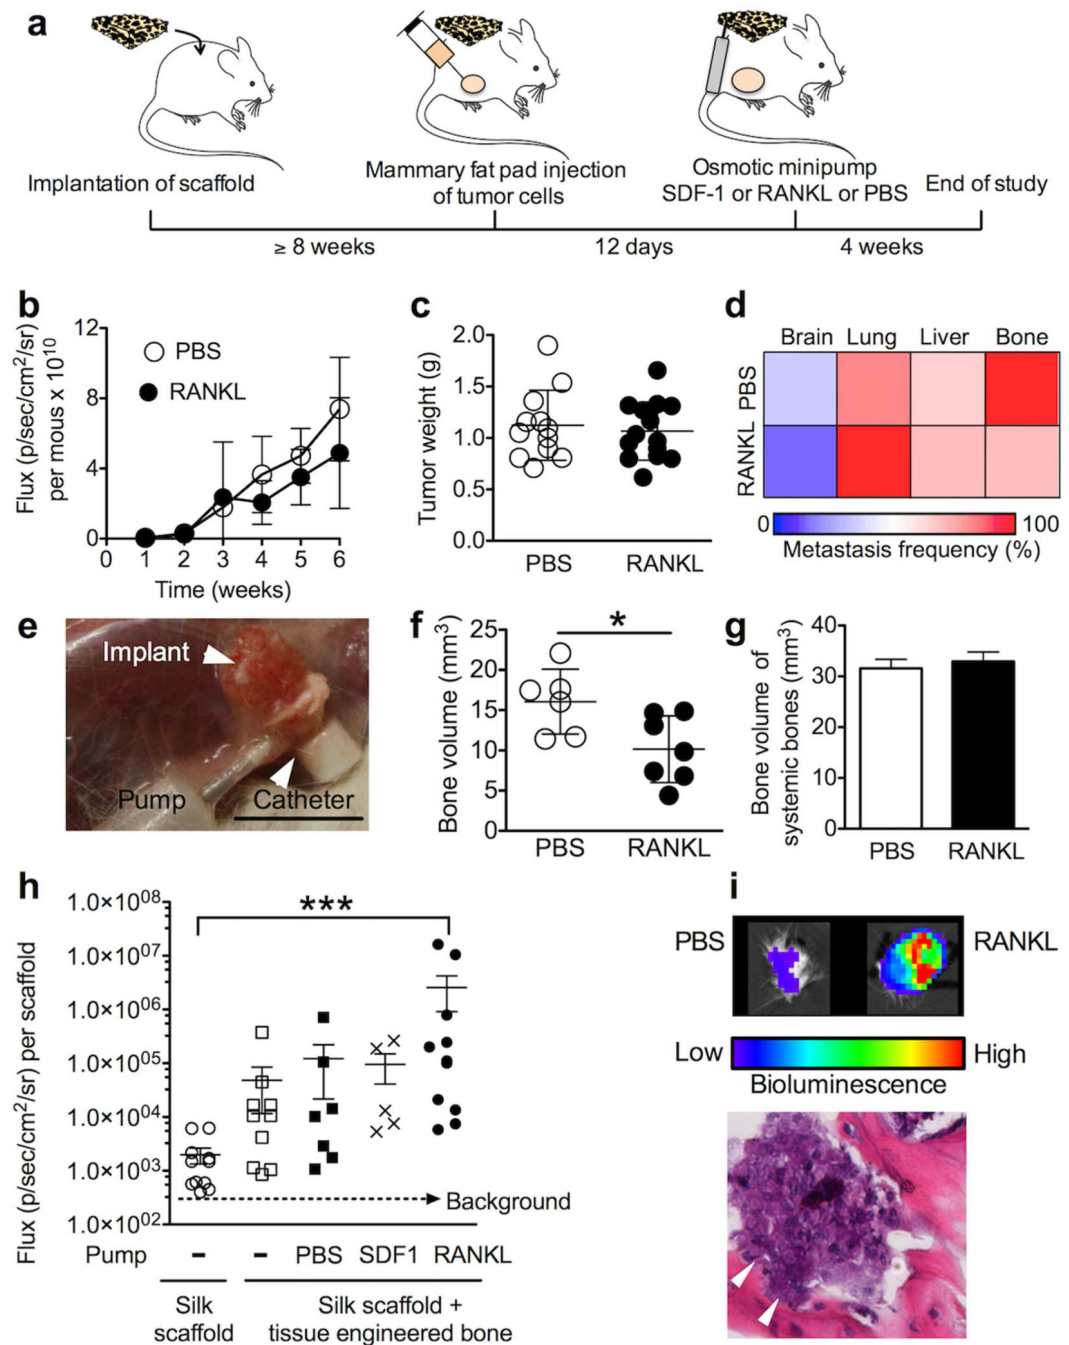 a
Implantation of scaffold
Mammary fat pad injection
of tumor cells
Osmotic minipump
SDF-1 or RANKL or PBS
End of study
≥ 8 weeks
12 days
4 weeks
b
Flux (p/sec/cm²/sr)
per mous x 10¹⁰
12
8
4
0
PBS
RANKL
0 1 2 3 4 5 6
Time (weeks)
c
Tumor weight (g)
2.0
1.5
1.0
0.5
0.0
PBS RANKL
d
Brain Lung Liver Bone
PBS
RANKL
0 100
Metastasis frequency (%)
e
Implant
Pump
Catheter
f
Bone volume (mm³)
25
20
15
10
5
0
*
PBS RANKL
g
Bone volume of
systemic bones (mm³)
40
30
20
10
0
PBS RANKL
h
Flux (p/sec/cm²/sr) per scaffold
1.0×10⁰⁸
1.0×10⁰⁷
1.0×10⁰⁶
1.0×10⁰⁵
1.0×10⁰⁴
1.0×10⁰³
1.0×10⁰²
***
Background
Pump - - PBS SDF1 RANKL
Silk
scaffold
Silk scaffold +
tissue engineered bone
i
PBS
RANKL
Low
High
Bioluminescence